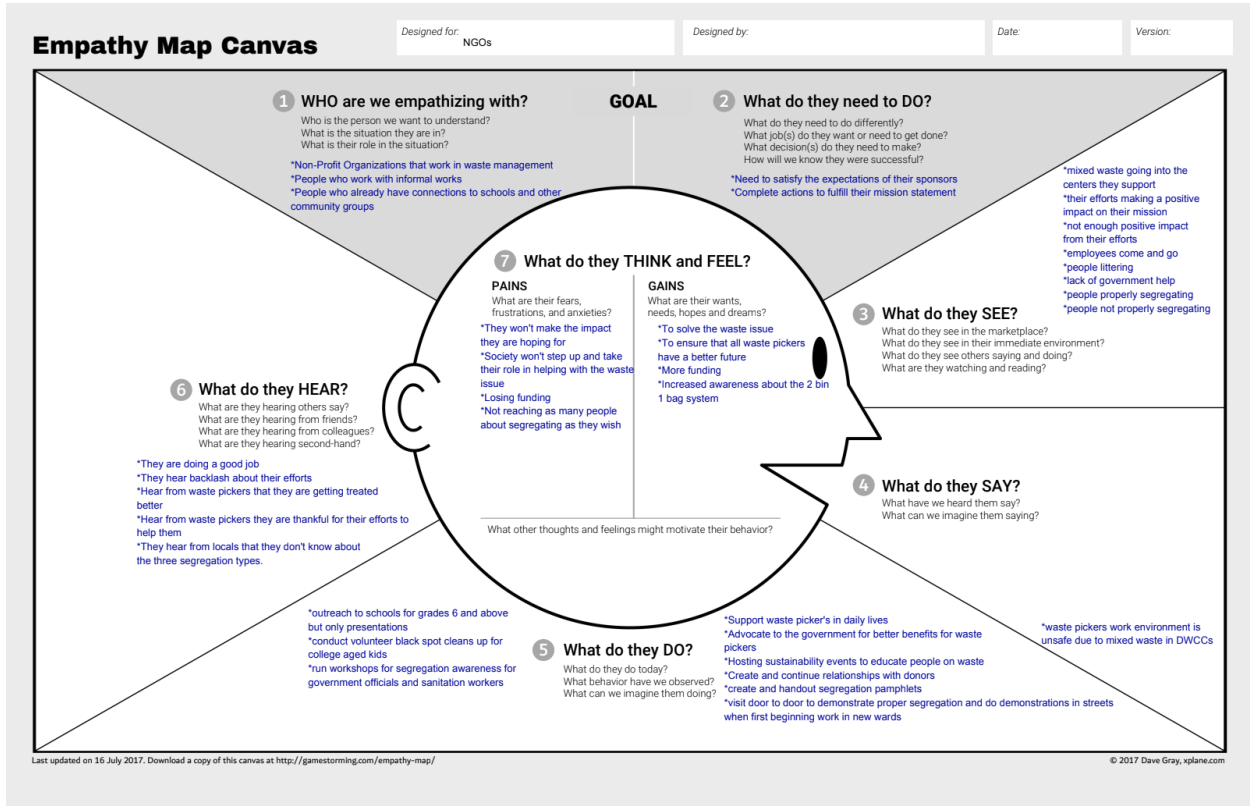 Empathy Map Canvas
Designed for:
NGOs
Designed by:
Date:
Version:
GOAL
1 WHO are we empathizing with?
Who is the person we want to understand?
What is the situation they are in?
What is their role in the situation?
*Non-Profit Organizations that work in waste management
*People who work with informal works
*People who already have connections to schools and other
community groups
2 What do they need to DO?
What do they need to do differently?
What job(s) do they want or need to get done?
What decision(s) do they need to make?
How will we know they were successful?
*Need to satisfy the expectations of their sponsors
*Complete actions to fulfill their mission statement
*mixed waste going into the
centers they support
*their efforts making a positive
impact on their mission
*not enough positive impact
from their efforts
*employees come and go
*people littering
*lack of government help
*people properly segregating
*people not properly segregating
3 What do they SEE?
What do they see in the marketplace?
What do they see in their immediate environment?
What do they see others saying and doing?
What are they watching and reading?
4 What do they SAY?
What have we heard them say?
What can we imagine them saying?
*waste pickers work environment is
unsafe due to mixed waste in DWCCs
5 What do they DO?
What do they do today?
What behavior have we observed?
What can we imagine them doing?
*outreach to schools for grades 6 and above
but only presentations
*conduct volunteer black spot cleans up for
college aged kids
*run workshops for segregation awareness for
government officials and sanitation workers
*Support waste picker's in daily lives
*Advocate to the government for better benefits for waste
pickers
*Hosting sustainability events to educate people on waste
*Create and continue relationships with donors
*create and handout segregation pamphlets
*visit door to door to demonstrate proper segregation and do demonstrations in streets
when first beginning work in new wards
6 What do they HEAR?
What are they hearing others say?
What are they hearing from friends?
What are they hearing from colleagues?
What are they hearing second-hand?
*They are doing a good job
*They hear backlash about their efforts
*Hear from waste pickers that they are getting treated
better
*Hear from waste pickers they are thankful for their efforts to
help them
*They hear from locals that they don't know about
the three segregation types.
7 What do they THINK and FEEL?
PAINS
What are their fears,
frustrations, and anxieties?
*They won't make the impact
they are hoping for
*Society won't step up and take
their role in helping with the waste
issue
*Losing funding
*Not reaching as many people
about segregating as they wish
GAINS
What are their wants,
needs, hopes and dreams?
*To solve the waste issue
*To ensure that all waste pickers
have a better future
*More funding
*Increased awareness about the 2 bin
1 bag system
What other thoughts and feelings might motivate their behavior?
Last updated on 16 July 2017. Download a copy of this canvas at http://gamestorming.com/empathy-map/
© 2017 Dave Gray, xplane.com